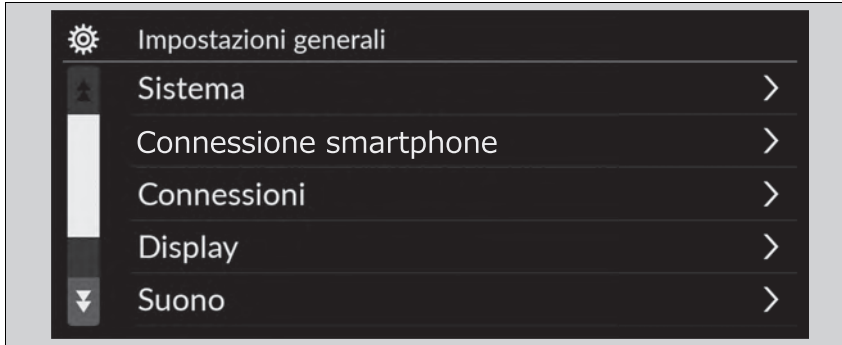 Impostazioni generali
Sistema
Connessione smartphone
Connessioni
Display
Suono